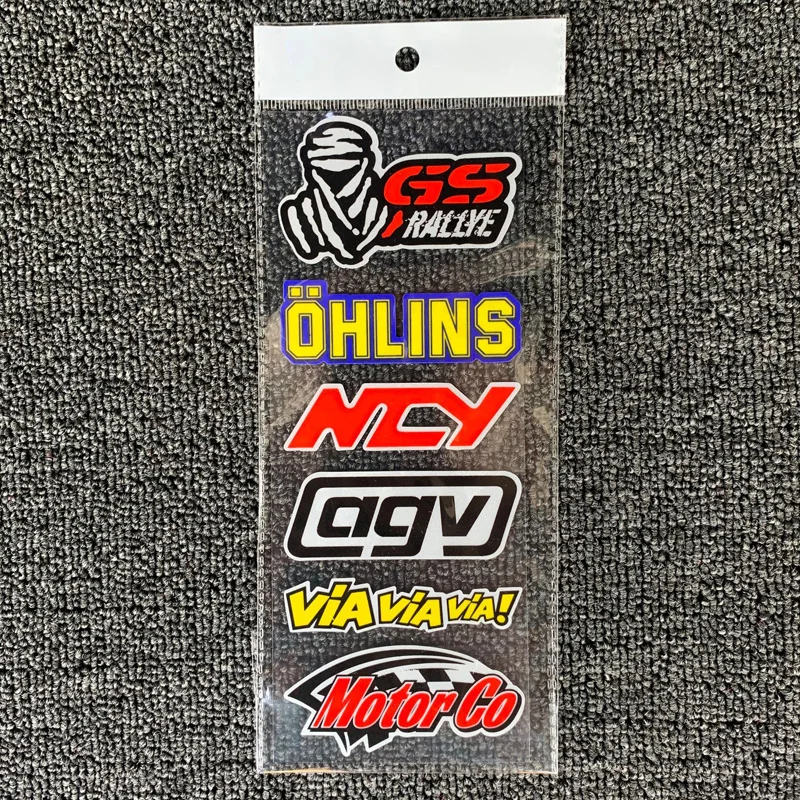 GS
RALLYE
ÖHLINS
NCY
agv
ViA ViA ViA!
Motor Co